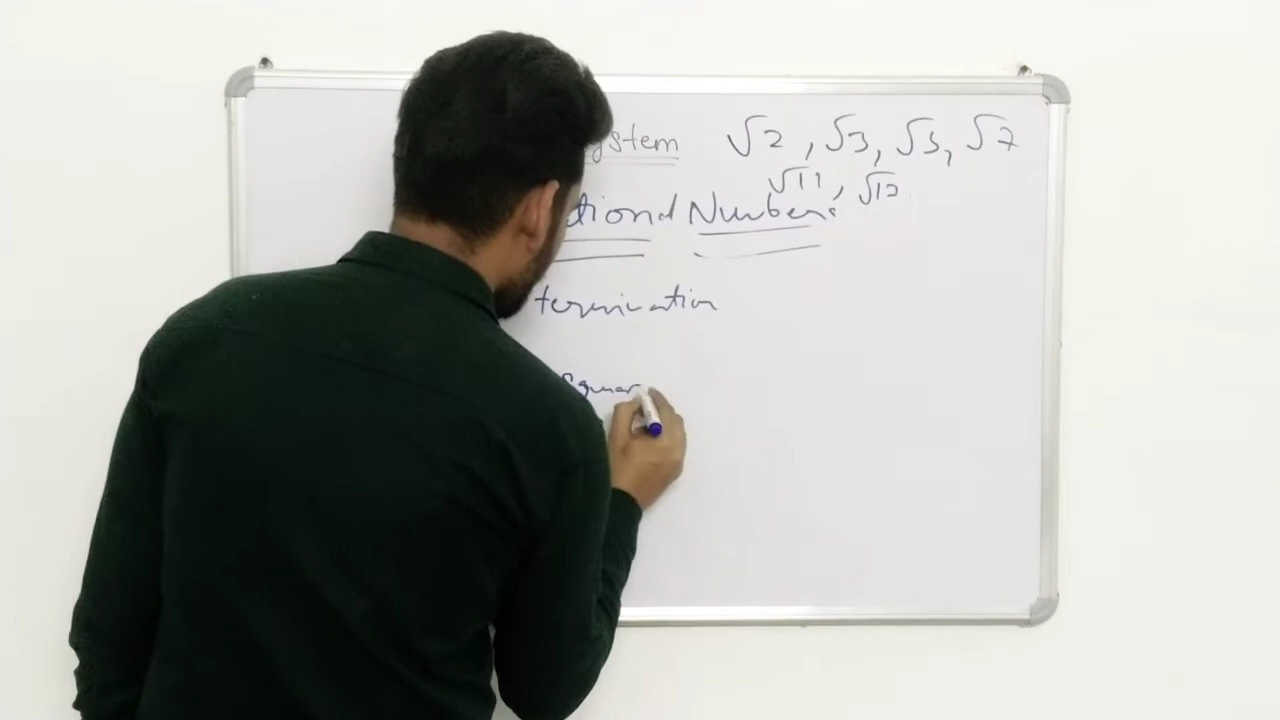 ystem √2, √3, √5, √7
√11, √13
tional Numbers
termination
Squar